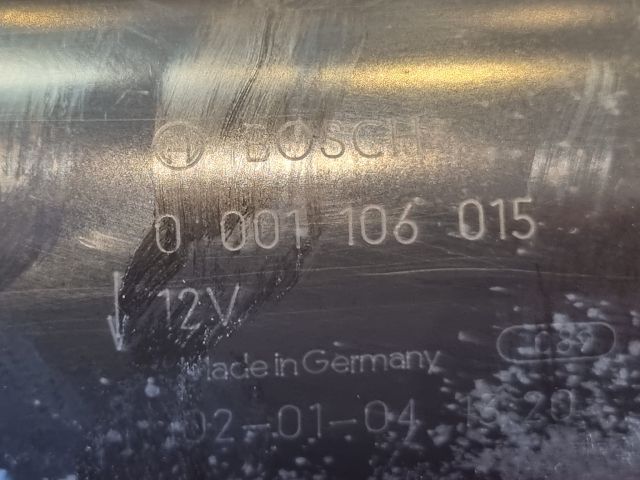 BOSCH
0 001 106 015
12V
Made in Germany
02-01-04